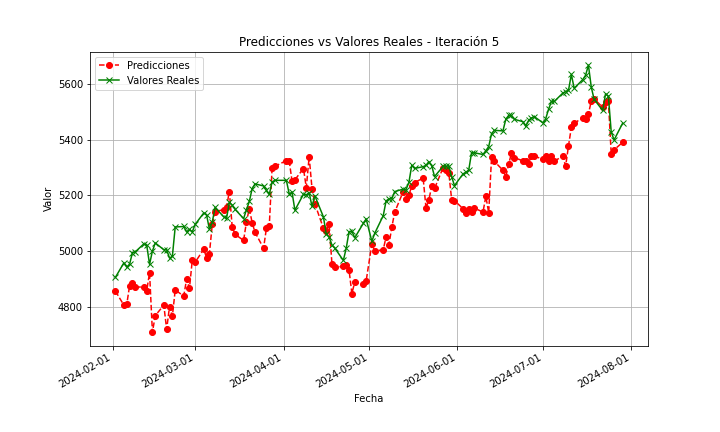 Predicciones vs Valores Reales - Iteración 5
Predicciones
Valores Reales
Valor
5600
5400
5200
5000
4800
2024-02-01
2024-03-01
2024-04-01
2024-05-01
2024-06-01
2024-07-01
2024-08-01
Fecha